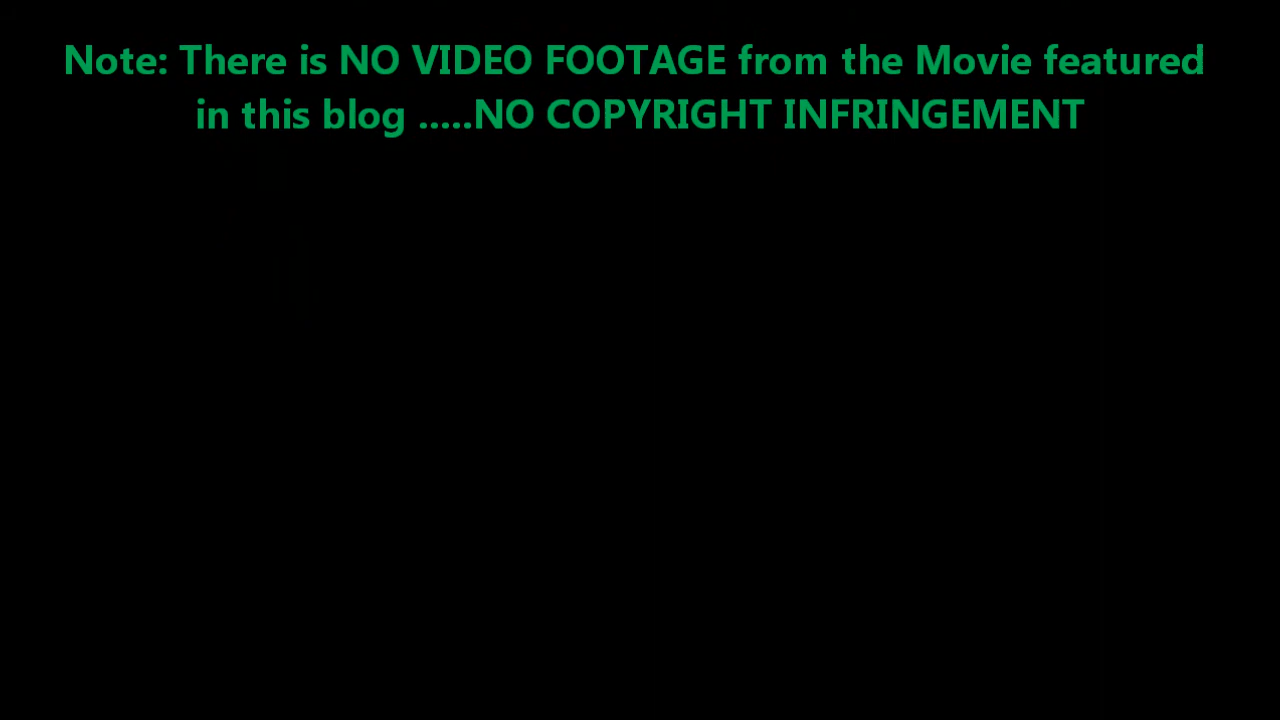 Note: There is NO VIDEO FOOTAGE from the Movie featured
in this blog .....NO COPYRIGHT INFRINGEMENT